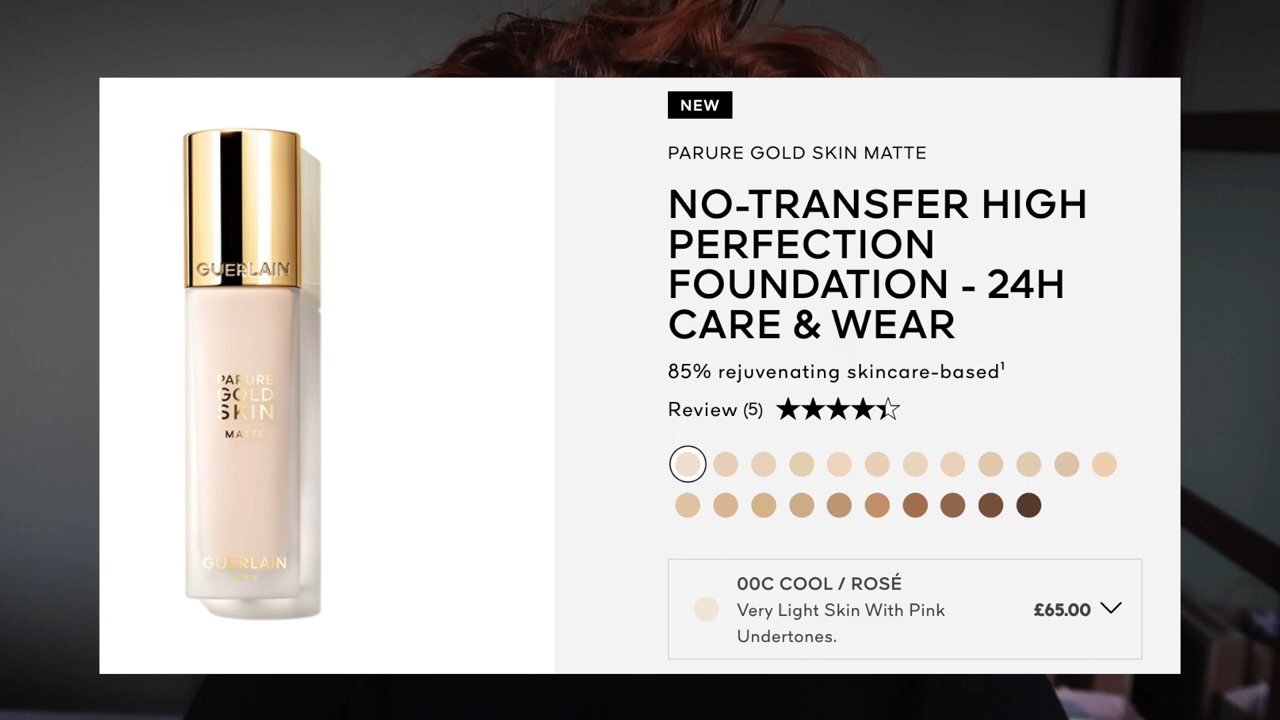 GUERLAIN
PARURE
GOLD
SKIN
MATTE
GUERLAIN
NEW
PARURE GOLD SKIN MATTE
NO-TRANSFER HIGH
PERFECTION
FOUNDATION - 24H
CARE & WEAR
85% rejuvenating skincare-based¹
Review (5)
00C COOL / ROSÉ
Very Light Skin With Pink
Undertones.
£65.00